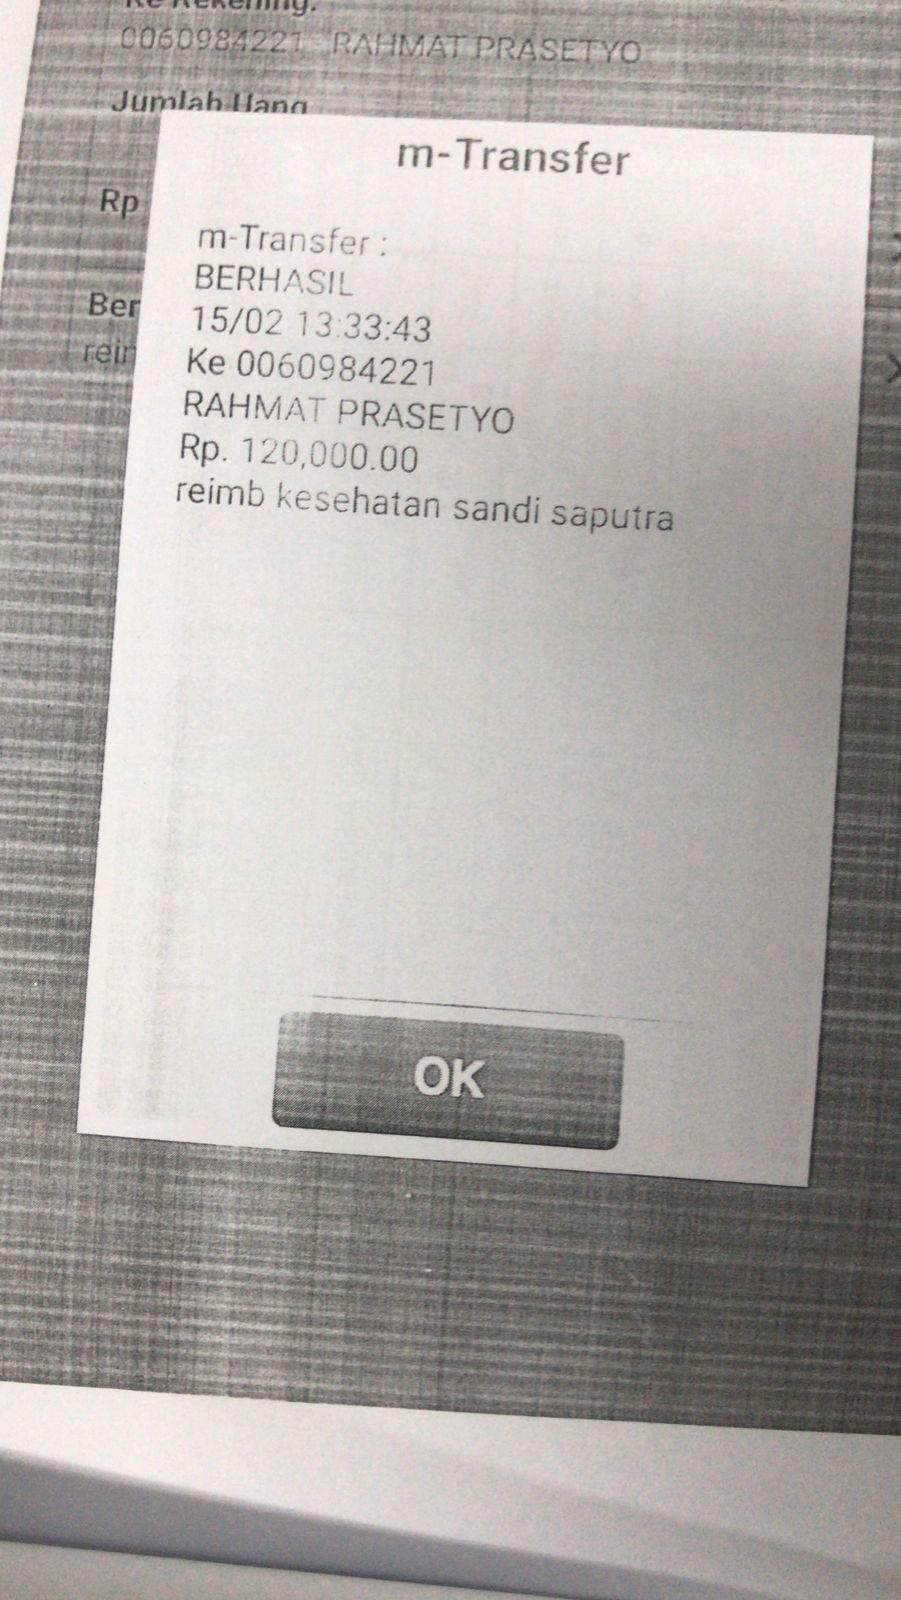 Ke Rekening:
0060984221 RAHMAT PRASETYO
Jumlah Uang
Rp
Ber
reim
m-Transfer
m-Transfer :
BERHASIL
15/02 13:33:43
Ke 0060984221
RAHMAT PRASETYO
Rp. 120,000.00
reimb kesehatan sandi saputra
OK